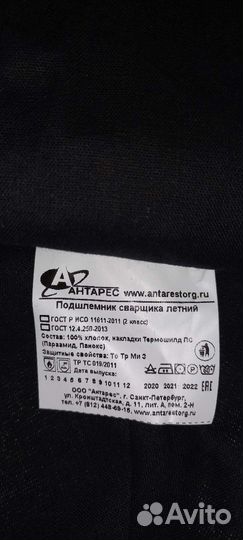 АНТАРЕС www.antarestorg.ru
Подшлемник сварщика летний
ГОСТ Р ИСО 11611-2011 (2 класс)
ГОСТ 12.4.250-2013
Состав: 100% хлопок, накладки Термошилд ПС
(Параамид, Панокс)
Защитные свойства: То Тр Ми З
ТР ТС 019/2011
Дата выпуска:
1 2 3 4 5 6 7 8 9 10 11 12 2020 2021 2022 EAC
ООО "Антарес", г. Санкт-Петербург,
ул. Кронштадтская, д. 11, лит. А, пом. 2-Н
тел. +7 (812) 448-68-15,
www.antarestorg.ru
Avito